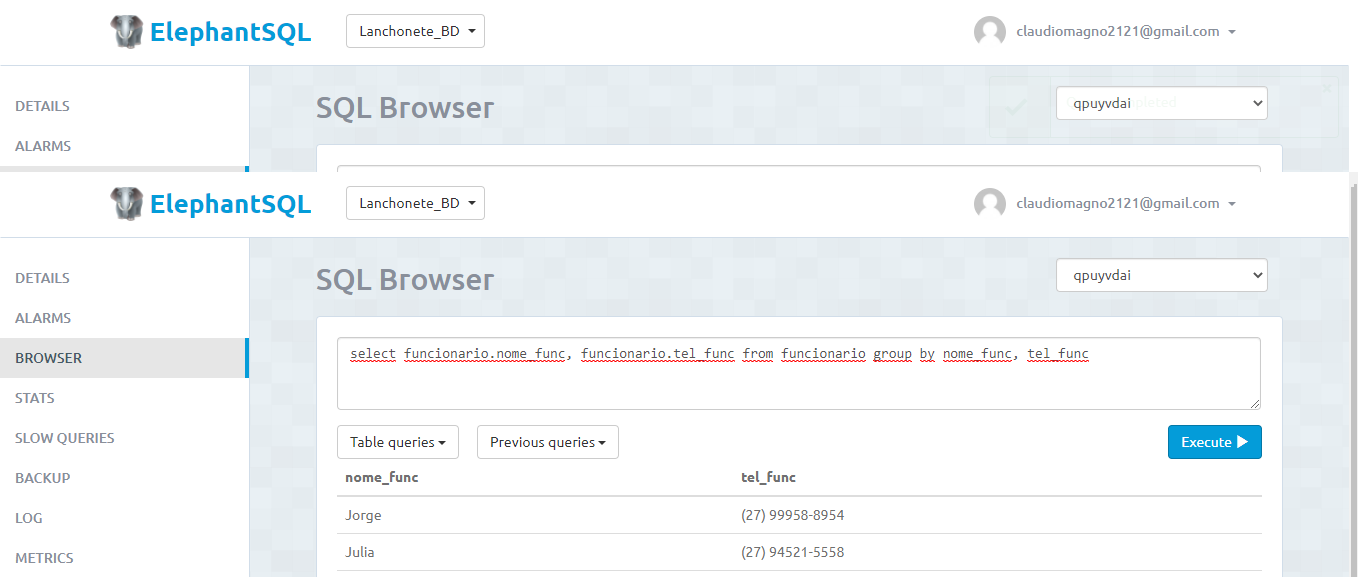 ElephantSQL Lanchonete_BD claudiomagno2121@gmail.com
DETAILS
SQL Browser
qpuyvdai
ALARMS
ElephantSQL Lanchonete_BD claudiomagno2121@gmail.com
DETAILS
SQL Browser
qpuyvdai
ALARMS
BROWSER
select funcionario.nome_func, funcionario.tel_func from funcionario group by nome_func, tel_func
STATS
SLOW QUERIES
Table queries Previous queries Execute
BACKUP
nome_func tel_func
LOG
Jorge (27) 99958-8954
METRICS
Julia (27) 94521-5558